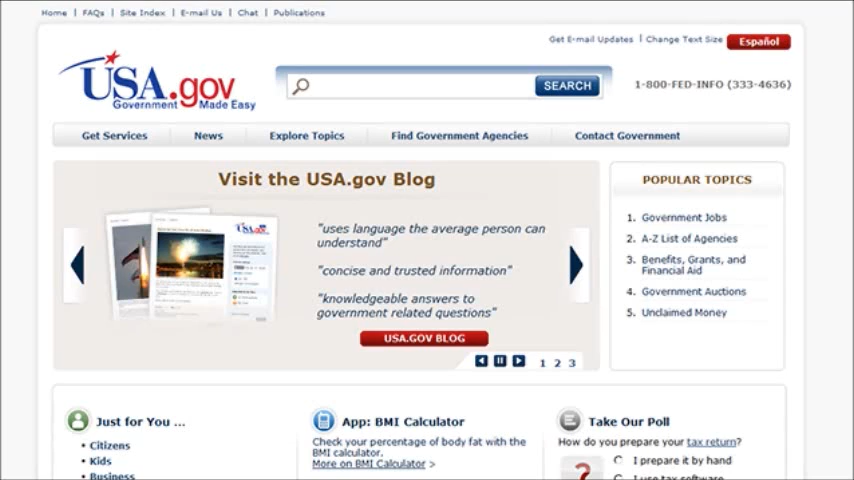 Home | FAQs | Site Index | E-mail Us | Chat | Publications
Get E-mail Updates | Change Text Size Español
USA.gov
Government Made Easy
SEARCH
1-800-FED-INFO (333-4636)
Get Services News Explore Topics Find Government Agencies Contact Government
Visit the USA.gov Blog
USA.gov
"uses language the average person can
understand"
"concise and trusted information"
"knowledgeable answers to
government related questions"
USA.GOV BLOG
1 2 3
POPULAR TOPICS
1. Government Jobs
2. A-Z List of Agencies
3. Benefits, Grants, and
Financial Aid
4. Government Auctions
5. Unclaimed Money
Just for You ...
• Citizens
• Kids
• Business
App: BMI Calculator
Check your percentage of body fat with the
BMI calculator.
More on BMI Calculator >
Take Our Poll
How do you prepare your tax return?
?
I prepare it by hand
I use tax software